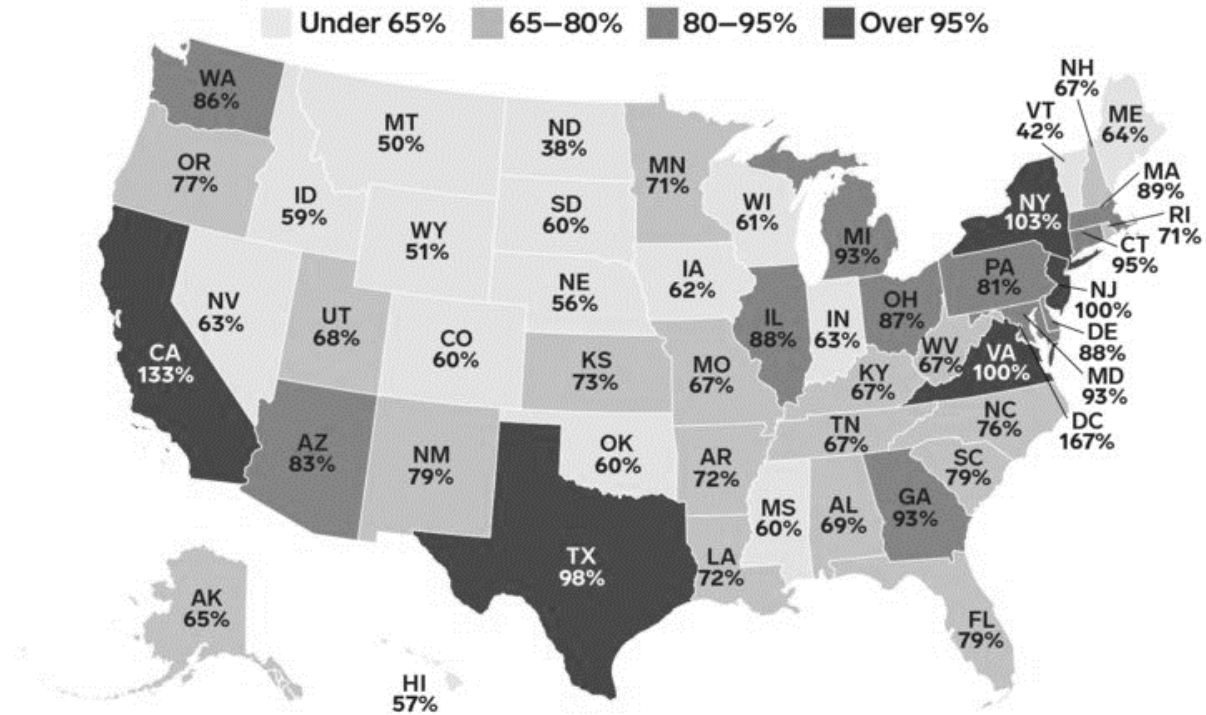 Under 65% 65–80% 80–95% Over 95%
WA
86%
OR
77%
CA
133%
ID
59%
NV
63%
MT
50%
WY
51%
UT
68%
AZ
83%
CO
60%
NM
79%
ND
38%
SD
60%
NE
56%
KS
73%
OK
60%
TX
98%
MN
71%
IA
62%
MO
67%
AR
72%
LA
72%
WI
61%
IL
88%
MS
60%
MI
93%
IN
63%
OH
87%
KY
67%
TN
67%
AL
69%
GA
93%
FL
79%
SC
79%
NC
76%
WV
67%
VA
100%
PA
81%
NY
103%
VT
42%
NH
67%
ME
64%
MA
89%
RI
71%
CT
95%
NJ
100%
DE
88%
MD
93%
DC
167%
AK
65%
HI
57%